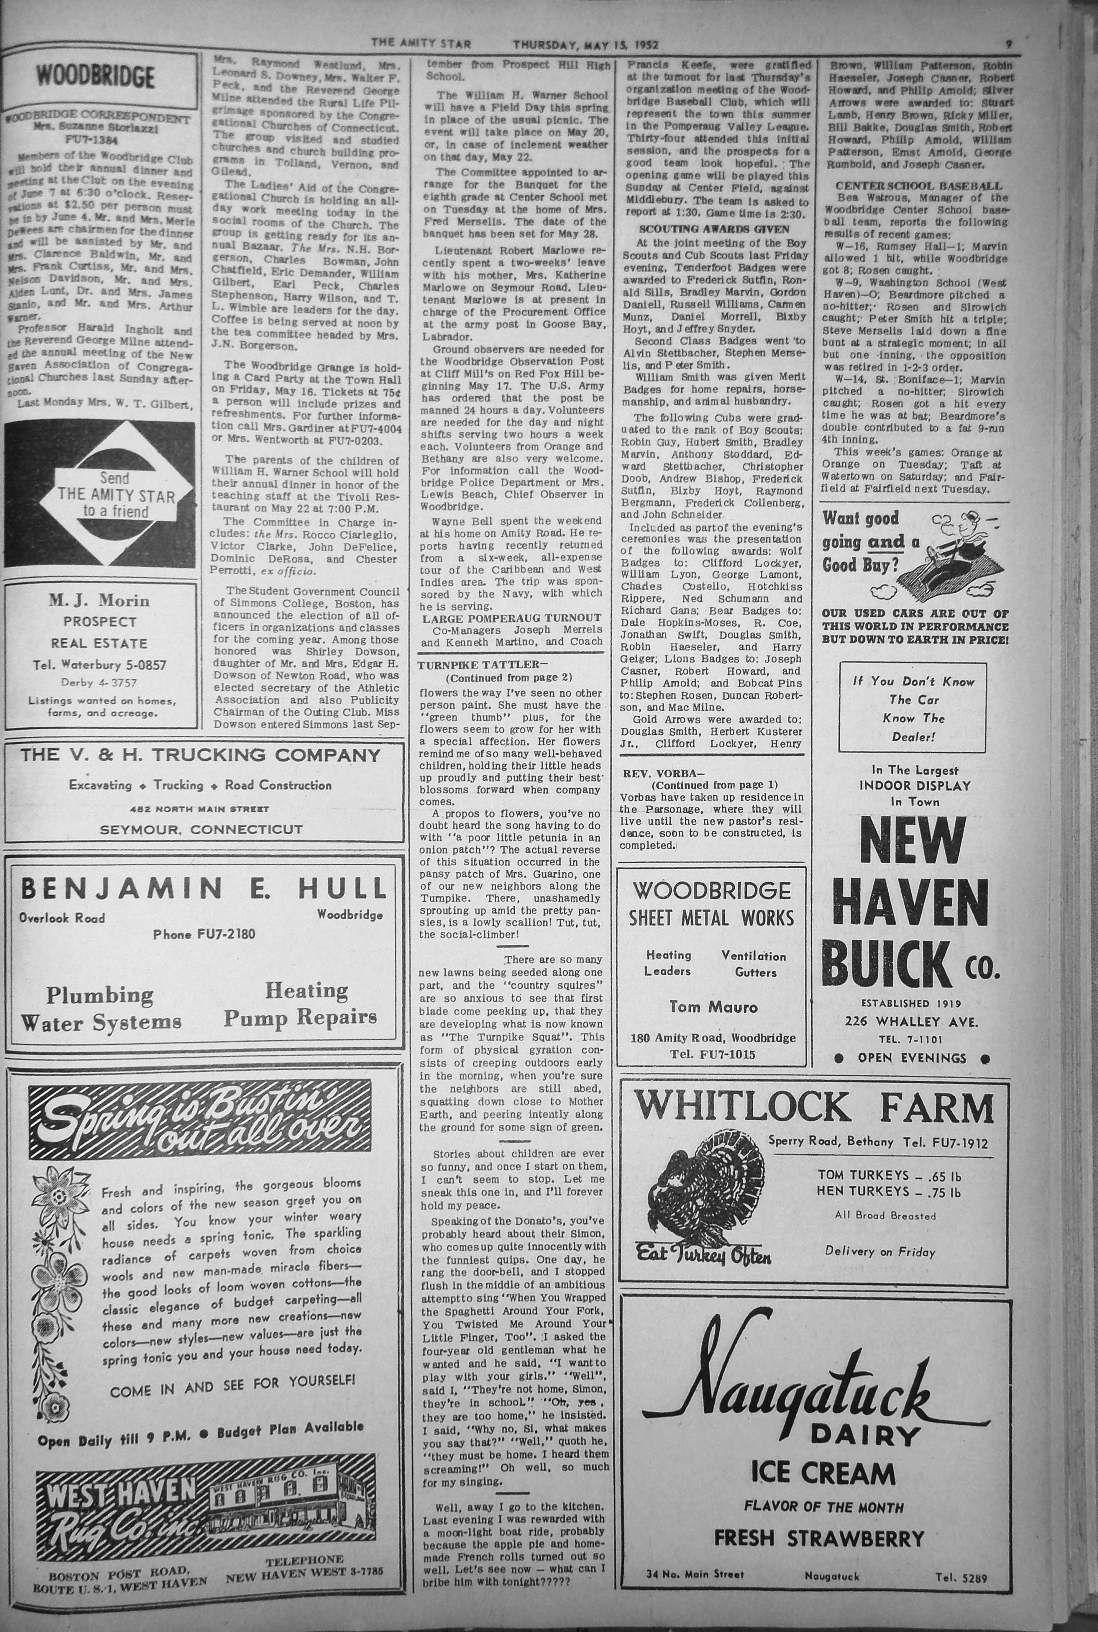 THE AMITY STAR THURSDAY, MAY 15, 1952 9
WOODBRIDGE
WOODBRIDGE CORRESPONDENT
Mrs. Suzanne Storlazzi
FU7-1384
Members of the Woodbridge Club
will hold their annual dinner and
meeting at the Club on the evening
of June 7 at 6:30 o'clock. Reser-
vations at $2.50 per person must
be in by June 4. Mr. and Mrs. Merle
DeWees are chairmen for the dinner
and will be assisted by Mr. and
Mrs. Clarence Baldwin, Mr. and
Mrs. Frank Curtiss, Mr. and Mrs.
Nelson Davidson, Mr. and Mrs.
Alden Lunt, Dr. and Mrs. James
Stanio, and Mr. and Mrs. Arthur
Warner.
Professor Harald Ingholt and
the Reverend George Milne attend-
ed the annual meeting of the New
Haven Association of Congrega-
tional Churches last Sunday after-
noon.
Last Monday Mrs. W. T. Gilbert,
Send
THE AMITY STAR
to a friend
M. J. Morin
PROSPECT
REAL ESTATE
Tel. Waterbury 5-0857
Derby 4-3757
Listings wanted on homes,
farms, and acreage.
Mrs. Raymond Westlund, Mrs.
Leonard S. Downey, Mrs. Walter F.
Peck, and the Reverend George
Milne attended the Rural Life Pil-
grimage sponsored by the Congre-
gational Churches of Connecticut.
The group visited and studied
churches and church building pro-
grams in Tolland, Vernon, and
Gilead.
The Ladies' Aid of the Congre-
gational Church is holding an all-
day work meeting today in the
social rooms of the Church. The
group is getting ready for its an-
nual Bazaar. The Mrs. N.H. Bor-
gerson, Charles Bowman, John
Chatfield, Eric Demander, William
Gilbert, Earl Peck, Charles
Stephenson, Harry Wilson, and T.
L. Wimble are leaders for the day.
Coffee is being served at noon by
the tea committee headed by Mrs.
J.N. Borgerson.
The Woodbridge Grange is hold-
ing a Card Party at the Town Hall
on Friday, May 16. Tickets at 75¢
a person will include prizes and
refreshments. For further informa-
tion call Mrs. Gardiner at FU7-4004
or Mrs. Wentworth at FU7-0203.
The parents of the children of
William H. Warner School will hold
their annual dinner in honor of the
teaching staff at the Tivoli Res-
taurant on May 22 at 7:00 P.M.
The Committee in Charge in-
cludes: the Mrs. Rocco Ciarleglio,
Victor Clarke, John DeFelice,
Dominic DeRosa, and Chester
Perrotti, ex officio.
The Student Government Council
of Simmons College, Boston, has
announced the election of all of-
ficers in organizations and classes
for the coming year. Among those
honored was Shirley Dowson,
daughter of Mr. and Mrs. Edgar H.
Dowson of Newton Road, who was
elected secretary of the Athletic
Association and also Publicity
Chairman of the Outing Club. Miss
Dowson entered Simmons last Sep-
tember from Prospect Hill High
School.
The William H. Warner School
will have a Field Day this spring
in place of the usual picnic. The
event will take place on May 20,
or, in case of inclement weather
on that day, May 22.
The Committee appointed to ar-
range for the Banquet for the
eighth grade at Center School met
on Tuesday at the home of Mrs.
Fred Merselis. The date of the
banquet has been set for May 28.
Lieutenant Robert Marlowe re-
cently spent a two-weeks' leave
with his mother, Mrs. Katherine
Marlowe on Seymour Road. Lieu-
tenant Marlowe is at present in
charge of the Procurement Office
at the army post in Goose Bay,
Labrador.
Ground observers are needed for
the Woodbridge Observation Post
at Cliff Mill's on Red Fox Hill be-
ginning May 17. The U.S. Army
has ordered that the post be
manned 24 hours a day. Volunteers
are needed for the day and night
shifts serving two hours a week
each. Volunteers from Orange and
Bethany are also very welcome.
For information call the Wood-
bridge Police Department or Mrs.
Lewis Beach, Chief Observer in
Woodbridge.
Wayne Bell spent the weekend
at his home on Amity Road. He re-
ports having recently returned
from a six-week, all-expense
tour of the Caribbean and West
Indies area. The trip was spon-
sored by the Navy, with which
he is serving.
LARGE POMPERAUG TURNOUT
Co-Managers Joseph Merrels
and Kenneth Martino, and Coach
Francis Keefe, were gratified
at the turnout for last Thursday's
organization meeting of the Wood-
bridge Baseball Club, which will
represent the town this summer
in the Pomperaug Valley League.
Thirty-four attended this initial
session, and the prospects for a
good team look hopeful. The
opening game will be played this
Sunday at Center Field, against
Middlebury. The team is asked to
report at 1:30. Game time is 2:30.
SCOUTING AWARDS GIVEN
At the joint meeting of the Boy
Scouts and Cub Scouts last Friday
evening, Tenderfoot Badges were
awarded to Frederick Sutfin, Ron-
ald Sills, Bradley Marvin, Gordon
Daniell, Russell Williams, Carmen
Munz, Daniel Morrell, Bixby
Hoyt, and Jeffrey Snyder.
Second Class Badges went to
Alvin Stettbacher, Stephen Merse-
lis, and Peter Smith.
William Smith was given Merit
Badges for home repairs, horse-
manship, and animal husbandry.
The following Cubs were grad-
uated to the rank of Boy Scouts:
Robin Guy, Hubert Smith, Bradley
Marvin, Anthony Stoddard, Ed-
ward Stettbacher, Christopher
Doob, Andrew Bishop, Frederick
Sutfin, Bixby Hoyt, Raymond
Bergmann, Frederick Collenberg,
and John Schneider.
Included as part of the evening's
ceremonies was the presentation
of the following awards: Wolf
Badges to: Clifford Lockyer,
William Lyon, George Lamont,
Charles Costello, Hotchkiss
Rippere, Ned Schumann and
Richard Gans; Bear Badges to:
Dale Hopkins-Moses, R. Coe,
Jonathan Swift, Douglas Smith,
Robin Haeseler, and Harry
Geiger; Lions Badges to: Joseph
Casner, Robert Howard, and
Philip Arnold; and Bobcat Pins
to: Stephen Rosen, Duncan Robert-
son, and Mac Milne.
Gold Arrows were awarded to:
Douglas Smith, Herbert Kusterer
Jr., Clifford Lockyer, Henry
Brown, William Patterson, Robin
Haeseler, Joseph Casner, Robert
Howard, and Philip Arnold; Silver
Arrows were awarded to: Stuart
Lamb, Henry Brown, Ricky Miller,
Bill Bakke, Douglas Smith, Robert
Howard, Philip Arnold, William
Patterson, Ernst Arnold, George
Rumbold, and Joseph Casner.
CENTER SCHOOL BASEBALL
Bea Watrous, Manager of the
Woodbridge Center School base-
ball team, reports the following
results of recent games:
W-16, Rumsey Hall-1; Marvin
allowed 1 hit, while Woodbridge
got 8; Rosen caught.
W-9, Washington School (West
Haven)-0; Beardmore pitched a
no-hitter; Rosen and Sirowich
caught; Peter Smith hit a triple;
Steve Merselis laid down a fine
bunt at a strategic moment; in all
but one inning, the opposition
was retired in 1-2-3 order.
W-14, St. Boniface-1; Marvin
pitched a no-hitter, Sirowich
caught; Rosen got a hit every
time he was at bat; Beardmore's
double contributed to a fat 9-run
4th inning.
This week's games: Orange at
Orange on Tuesday; Taft at
Watertown on Saturday; and Fair-
field at Fairfield next Tuesday.
Want good
going and a
Good Buy?
OUR USED CARS ARE OUT OF
THIS WORLD IN PERFORMANCE
BUT DOWN TO EARTH IN PRICE!
If You Don't Know
The Car
Know The
Dealer!
In The Largest
INDOOR DISPLAY
In Town
NEW
HAVEN
BUICK CO.
ESTABLISHED 1919
226 WHALLEY AVE.
TEL. 7-1101
● OPEN EVENINGS ●
THE V. & H. TRUCKING COMPANY
Excavating ✦ Trucking ✦ Road Construction
482 NORTH MAIN STREET
SEYMOUR, CONNECTICUT
BENJAMIN E. HULL
Overlook Road Woodbridge
Phone FU7-2180
Plumbing Heating
Water Systems Pump Repairs
Spring is Bustin'
out all over
Fresh and inspiring, the gorgeous blooms
and colors of the new season greet you on
all sides. You know your winter weary
house needs a spring tonic. The sparkling
radiance of carpets woven from choice
wools and new man-made miracle fibers—
the good looks of loom woven cottons—the
classic elegance of budget carpeting—all
these and many more new creations—new
colors—new styles—new values—are just the
spring tonic you and your house need today.
COME IN AND SEE FOR YOURSELF!
Open Daily till 9 P.M. ● Budget Plan Available
WEST HAVEN
Rug Co. inc.
WEST HAVEN RUG CO. Inc.
BOSTON POST ROAD, TELEPHONE
ROUTE U. S. 1, WEST HAVEN NEW HAVEN WEST 3-7785
TURNPIKE TATTLER—
(Continued from page 2)
flowers the way I've seen no other
person paint. She must have the
"green thumb" plus, for the
flowers seem to grow for her with
a special affection. Her flowers
remind me of so many well-behaved
children, holding their little heads
up proudly and putting their best
blossoms forward when company
comes.
A propos to flowers, you've no
doubt heard the song having to do
with "a poor little petunia in an
onion patch"? The actual reverse
of this situation occurred in the
pansy patch of Mrs. Guarino, one
of our new neighbors along the
Turnpike. There, unashamedly
sprouting up amid the pretty pan-
sies, is a lowly scallion! Tut, tut,
the social-climber!
There are so many
new lawns being seeded along one
part, and the "country squires"
are so anxious to see that first
blade come peeking up, that they
are developing what is now known
as "The Turnpike Squat". This
form of physical gyration con-
sists of creeping outdoors early
in the morning, when you're sure
the neighbors are still abed,
squatting down close to Mother
Earth, and peering intently along
the ground for some sign of green.
Stories about children are ever
so funny, and once I start on them,
I can't seem to stop. Let me
sneak this one in, and I'll forever
hold my peace.
Speaking of the Donato's, you've
probably heard about their Simon,
who comes up quite innocently with
the funniest quips. One day, he
rang the door-bell, and I stopped
flush in the middle of an ambitious
attempt to sing "When You Wrapped
the Spaghetti Around Your Fork,
You Twisted Me Around Your
Little Finger, Too". I asked the
four-year old gentleman what he
wanted and he said, "I want to
play with your girls." "Well",
said I, "They're not home, Simon,
they're in school." "Oh, yes,
they are too home," he insisted.
I said, "Why no, Si, what makes
you say that?" "Well," quoth he,
"they must be home. I heard them
screaming!" Oh well, so much
for my singing.
Well, away I go to the kitchen.
Last evening I was rewarded with
a moon-light boat ride, probably
because the apple pie and home-
made French rolls turned out so
well. Let's see now — what can I
bribe him with tonight?????
REV. VORBA—
(Continued from page 1)
Vorbas have taken up residence in
the Parsonage, where they will
live until the new pastor's resi-
dence, soon to be constructed, is
completed.
WOODBRIDGE
SHEET METAL WORKS
Heating Ventilation
Leaders Gutters
Tom Mauro
180 Amity Road, Woodbridge
Tel. FU7-1015
WHITLOCK FARM
Sperry Road, Bethany Tel. FU7-1912
TOM TURKEYS - .65 lb
HEN TURKEYS - .75 lb
All Broad Breasted
Eat Turkey Often
Delivery on Friday
Naugatuck
DAIRY
ICE CREAM
FLAVOR OF THE MONTH
FRESH STRAWBERRY
34 No. Main Street Naugatuck Tel. 5289